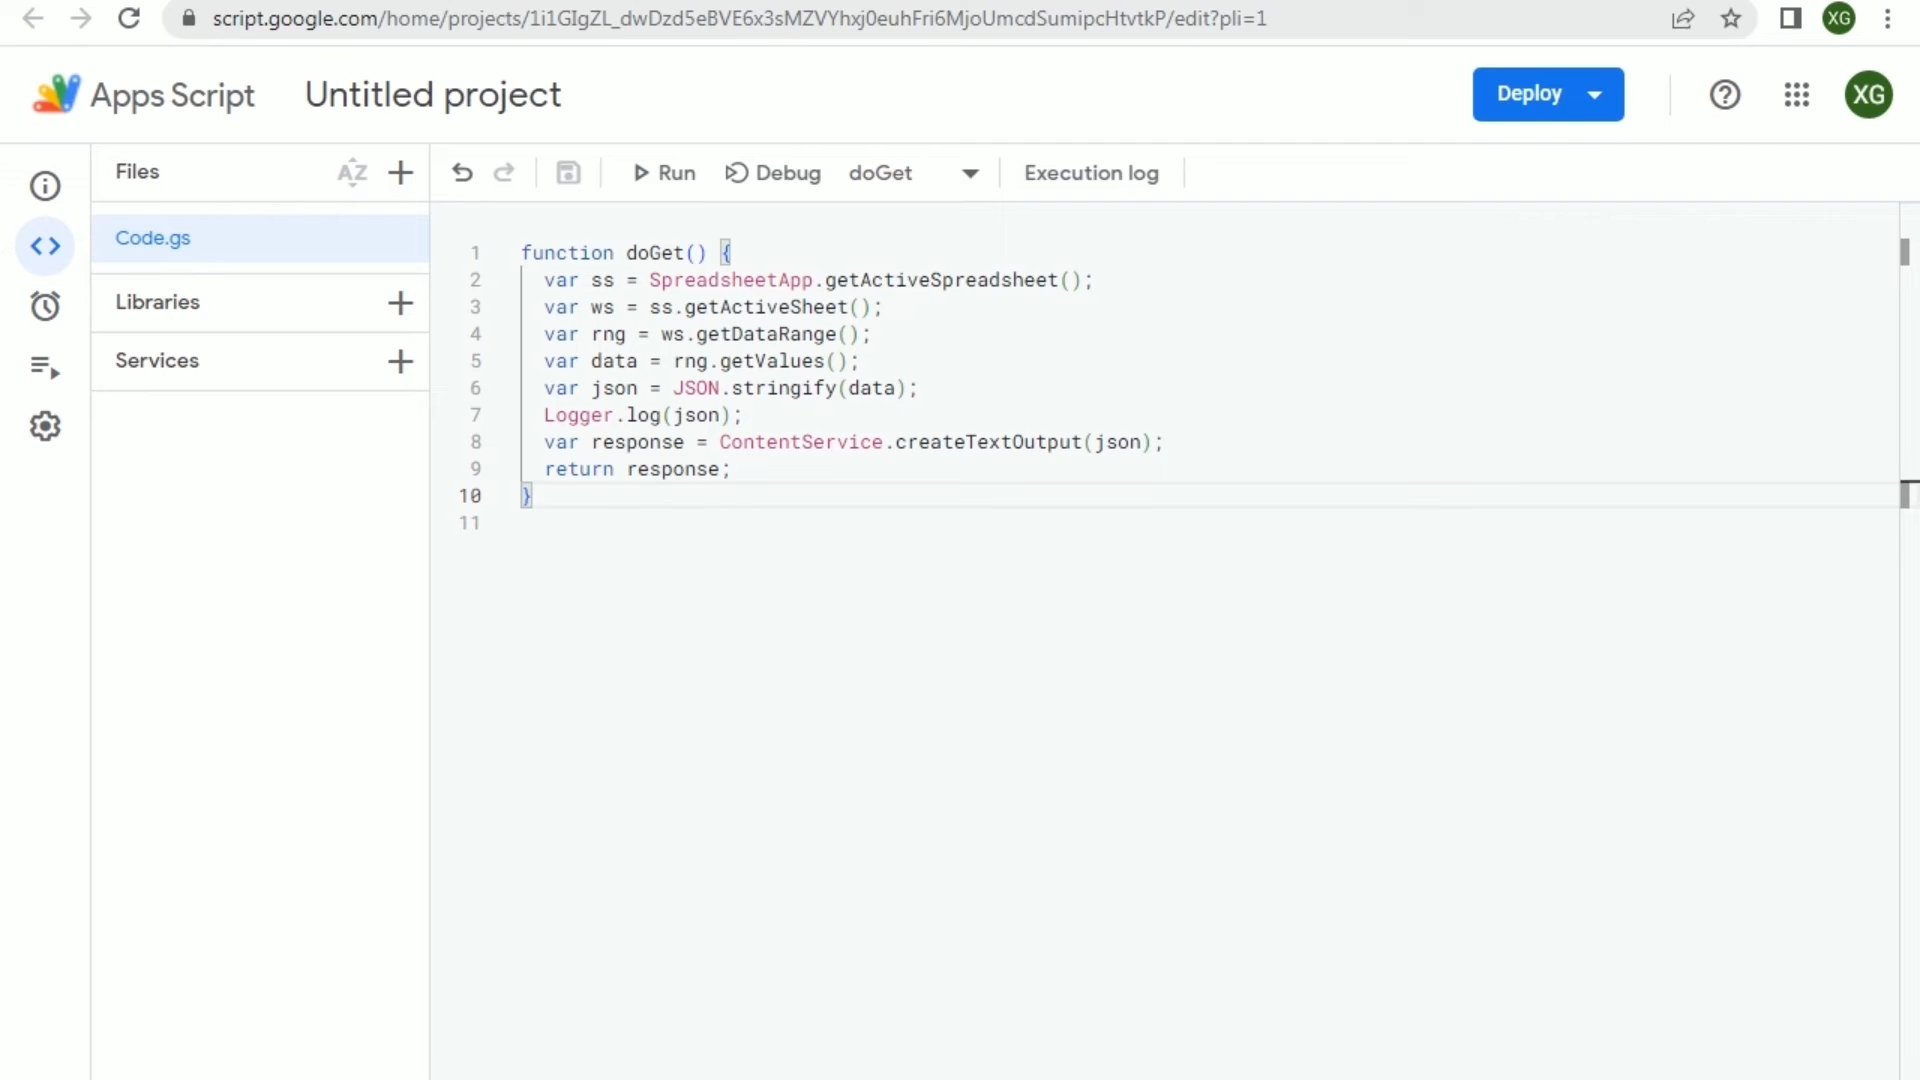 script.google.com/home/projects/1i1GIgZL_dwDzd5eBVE6x3sMZVYhxj0euhFri6MjoUmcdSumipcHtvtkP/edit?pli=1
XG
Apps Script
Untitled project
Deploy
XG
Files
AZ
Run
Debug
doGet
Execution log
Code.gs
Libraries
Services
1 function doGet() {
2 var ss = SpreadsheetApp.getActiveSpreadsheet();
3 var ws = ss.getActiveSheet();
4 var rng = ws.getDataRange();
5 var data = rng.getValues();
6 var json = JSON.stringify(data);
7 Logger.log(json);
8 var response = ContentService.createTextOutput(json);
9 return response;
10 }
11